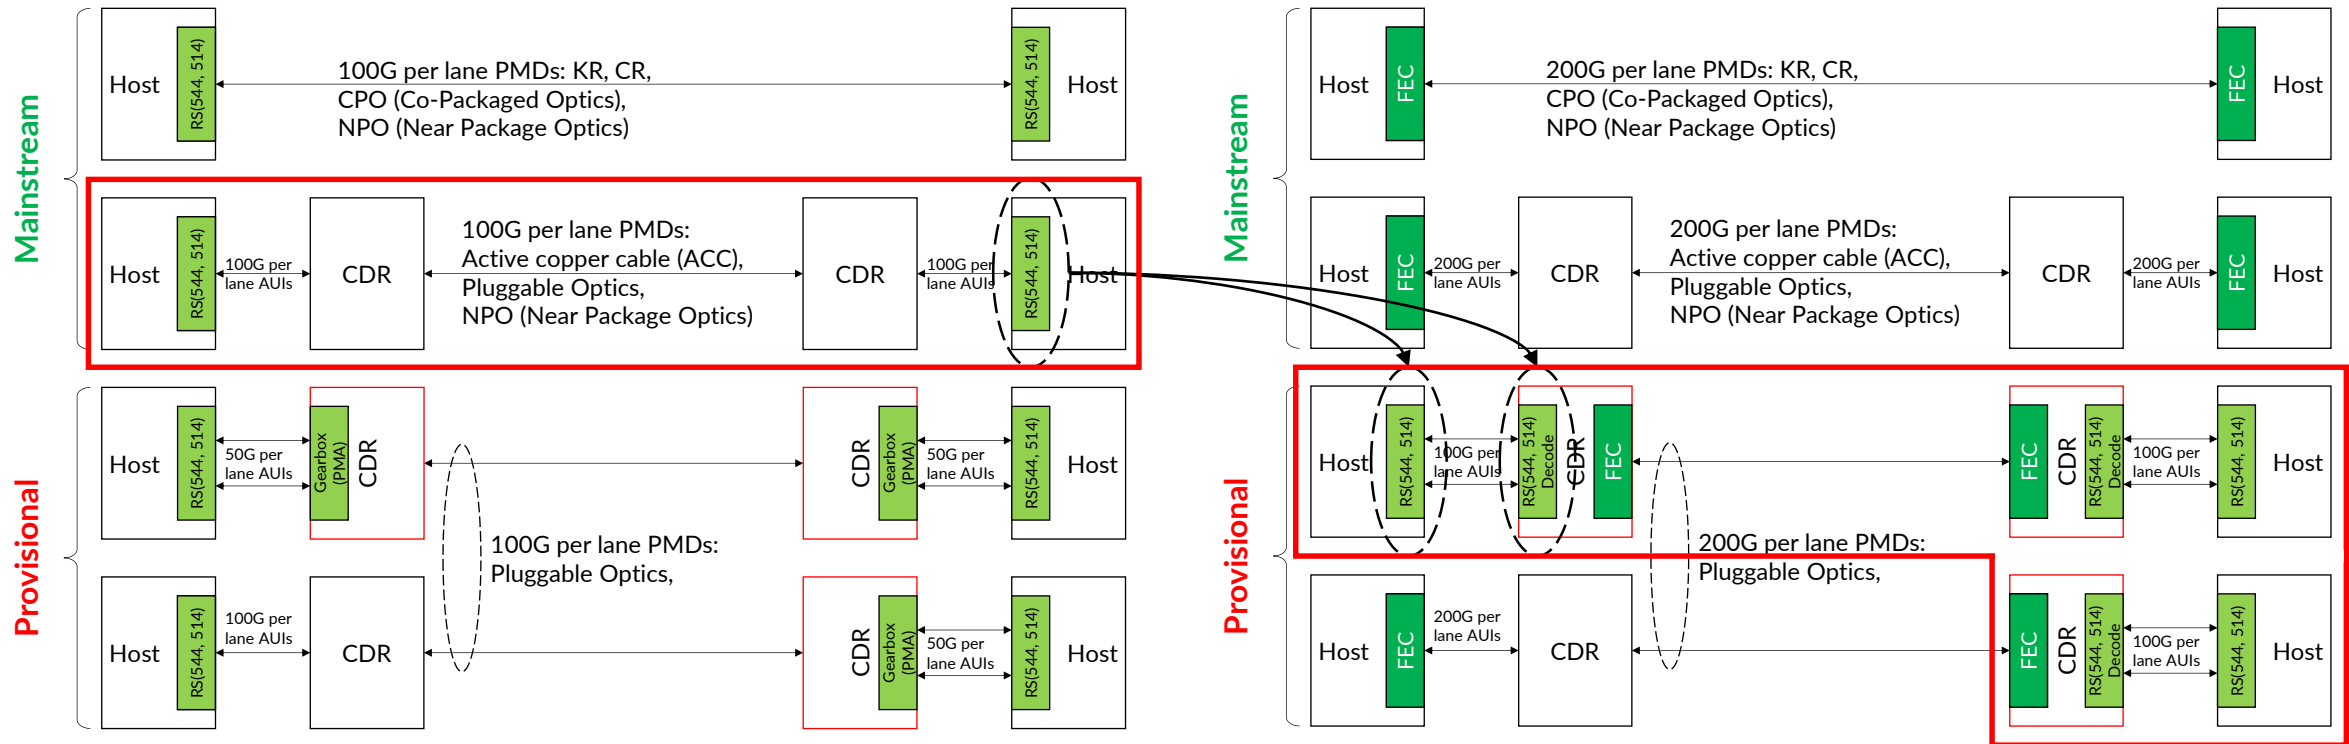 Mainstream
Host
RS(544, 514)
100G per lane PMDs: KR, CR,
CPO (Co-Packaged Optics),
NPO (Near Package Optics)
RS(544, 514)
Host
Host
RS(544, 514)
100G per
lane AUIs
CDR
100G per lane PMDs:
Active copper cable (ACC),
Pluggable Optics,
NPO (Near Package Optics)
CDR
100G per
lane AUIs
RS(544, 514)
Host
Provisional
Host
RS(544, 514)
50G per
lane AUIs
Gearbox
(PMA)
CDR
CDR
Gearbox
(PMA)
50G per
lane AUIs
RS(544, 514)
Host
100G per lane PMDs:
Pluggable Optics,
Host
RS(544, 514)
100G per
lane AUIs
CDR
CDR
Gearbox
(PMA)
50G per
lane AUIs
RS(544, 514)
Host
Mainstream
Host
FEC
200G per lane PMDs: KR, CR,
CPO (Co-Packaged Optics),
NPO (Near Package Optics)
FEC
Host
Host
FEC
200G per
lane AUIs
CDR
200G per lane PMDs:
Active copper cable (ACC),
Pluggable Optics,
NPO (Near Package Optics)
CDR
200G per
lane AUIs
FEC
Host
Provisional
Host
RS(544, 514)
100G per
lane AUIs
RS(544, 514)
Decode
CDR
FEC
FEC
CDR
RS(544, 514)
Decode
100G per
lane AUIs
RS(544, 514)
Host
200G per lane PMDs:
Pluggable Optics,
Host
FEC
200G per
lane AUIs
CDR
FEC
CDR
RS(544, 514)
Decode
100G per
lane AUIs
RS(544, 514)
Host